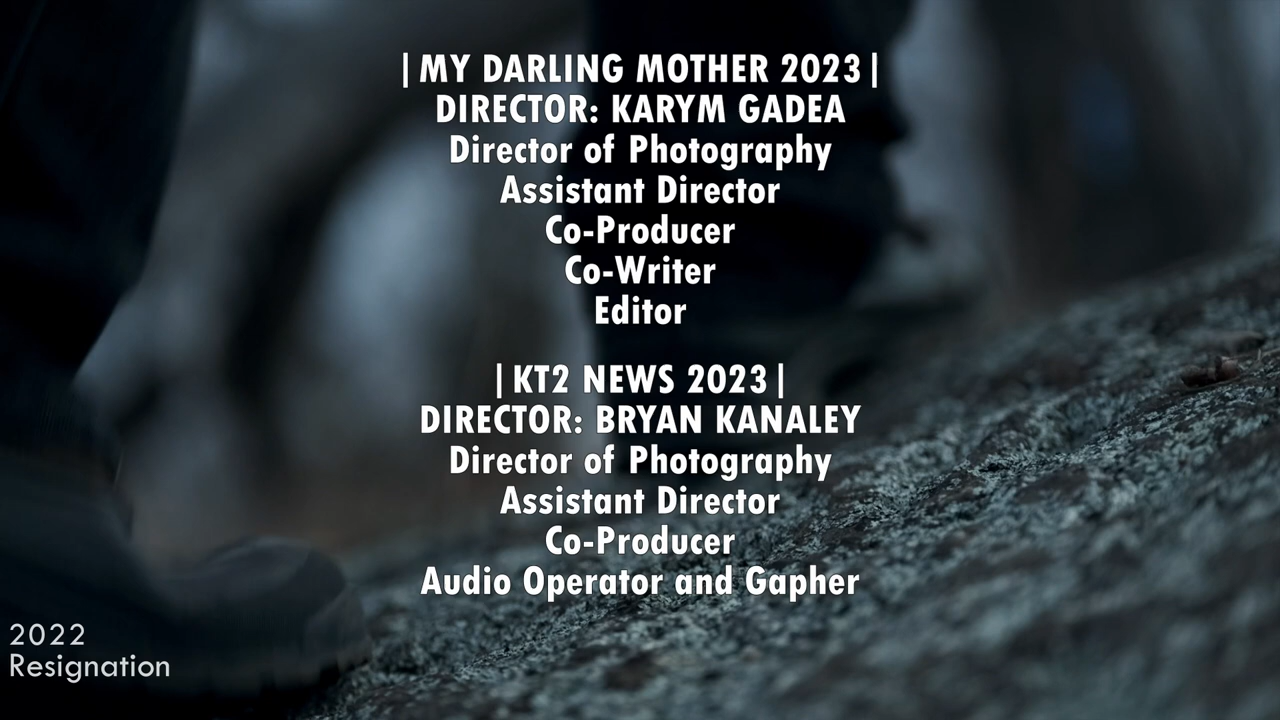 |MY DARLING MOTHER 2023|
DIRECTOR: KARYM GADEA
Director of Photography
Assistant Director
Co-Producer
Co-Writer
Editor
|KT2 NEWS 2023|
DIRECTOR: BRYAN KANALEY
Director of Photography
Assistant Director
Co-Producer
Audio Operator and Gapher
2022
Resignation